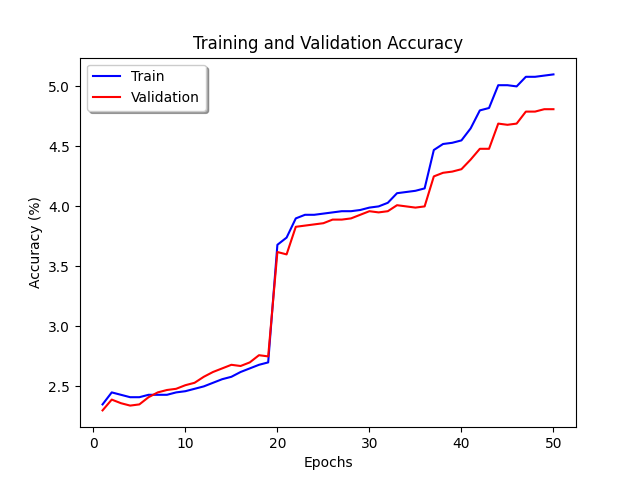 Training and Validation Accuracy
Train
Validation
5.0
4.5
4.0
3.5
3.0
2.5
Accuracy (%)
0 10 20 30 40 50
Epochs